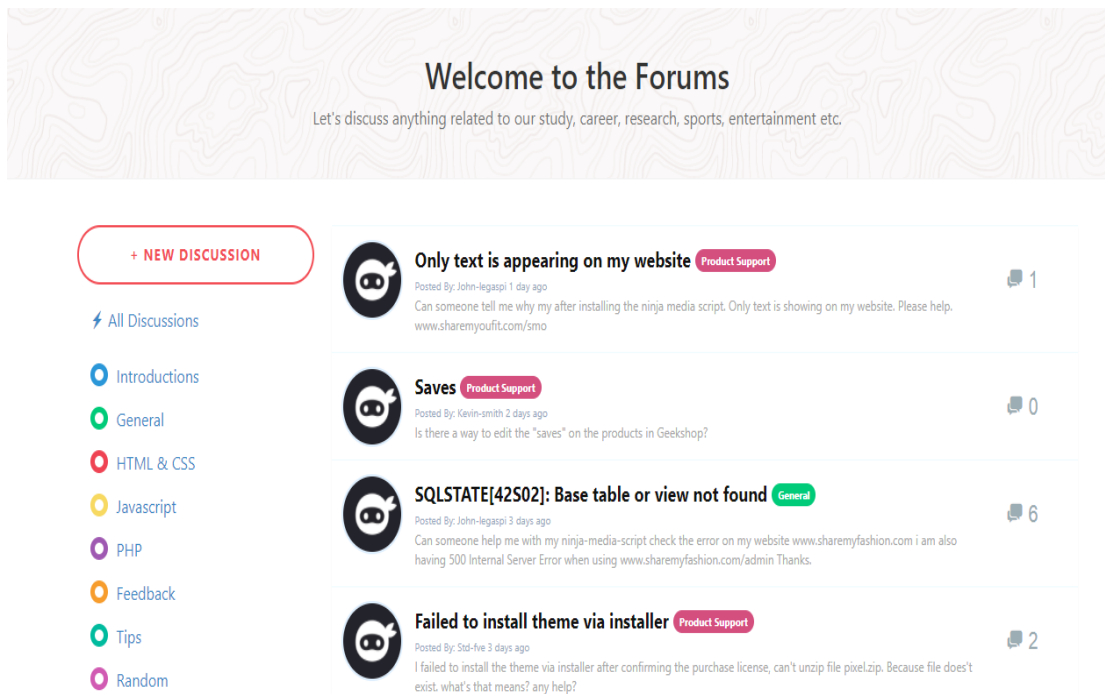 Welcome to the Forums
Let's discuss anything related to our study, career, research, sports, entertainment etc.
+ NEW DISCUSSION
All Discussions
Introductions
General
HTML & CSS
Javascript
PHP
Feedback
Tips
Random
Only text is appearing on my website Product Support
Posted By: John-legaspi 1 day ago
Can someone tell me why my after installing the ninja media script. Only text is showing on my website. Please help.
www.sharemyoufit.com/smo
1
Saves Product Support
Posted By: Kevin-smith 2 days ago
Is there a way to edit the "saves" on the products in Geekshop?
0
SQLSTATE[42S02]: Base table or view not found General
Posted By: John-legaspi 3 days ago
Can someone help me with my ninja-media-script check the error on my website www.sharemyfashion.com i am also
having 500 Internal Server Error when using www.sharemyfashion.com/admin Thanks.
6
Failed to install theme via installer Product Support
Posted By: Std-fve 3 days ago
I failed to install the theme via installer after confirming the purchase license, can't unzip file pixel.zip. Because file does't
exist. what's that means? any help?
2